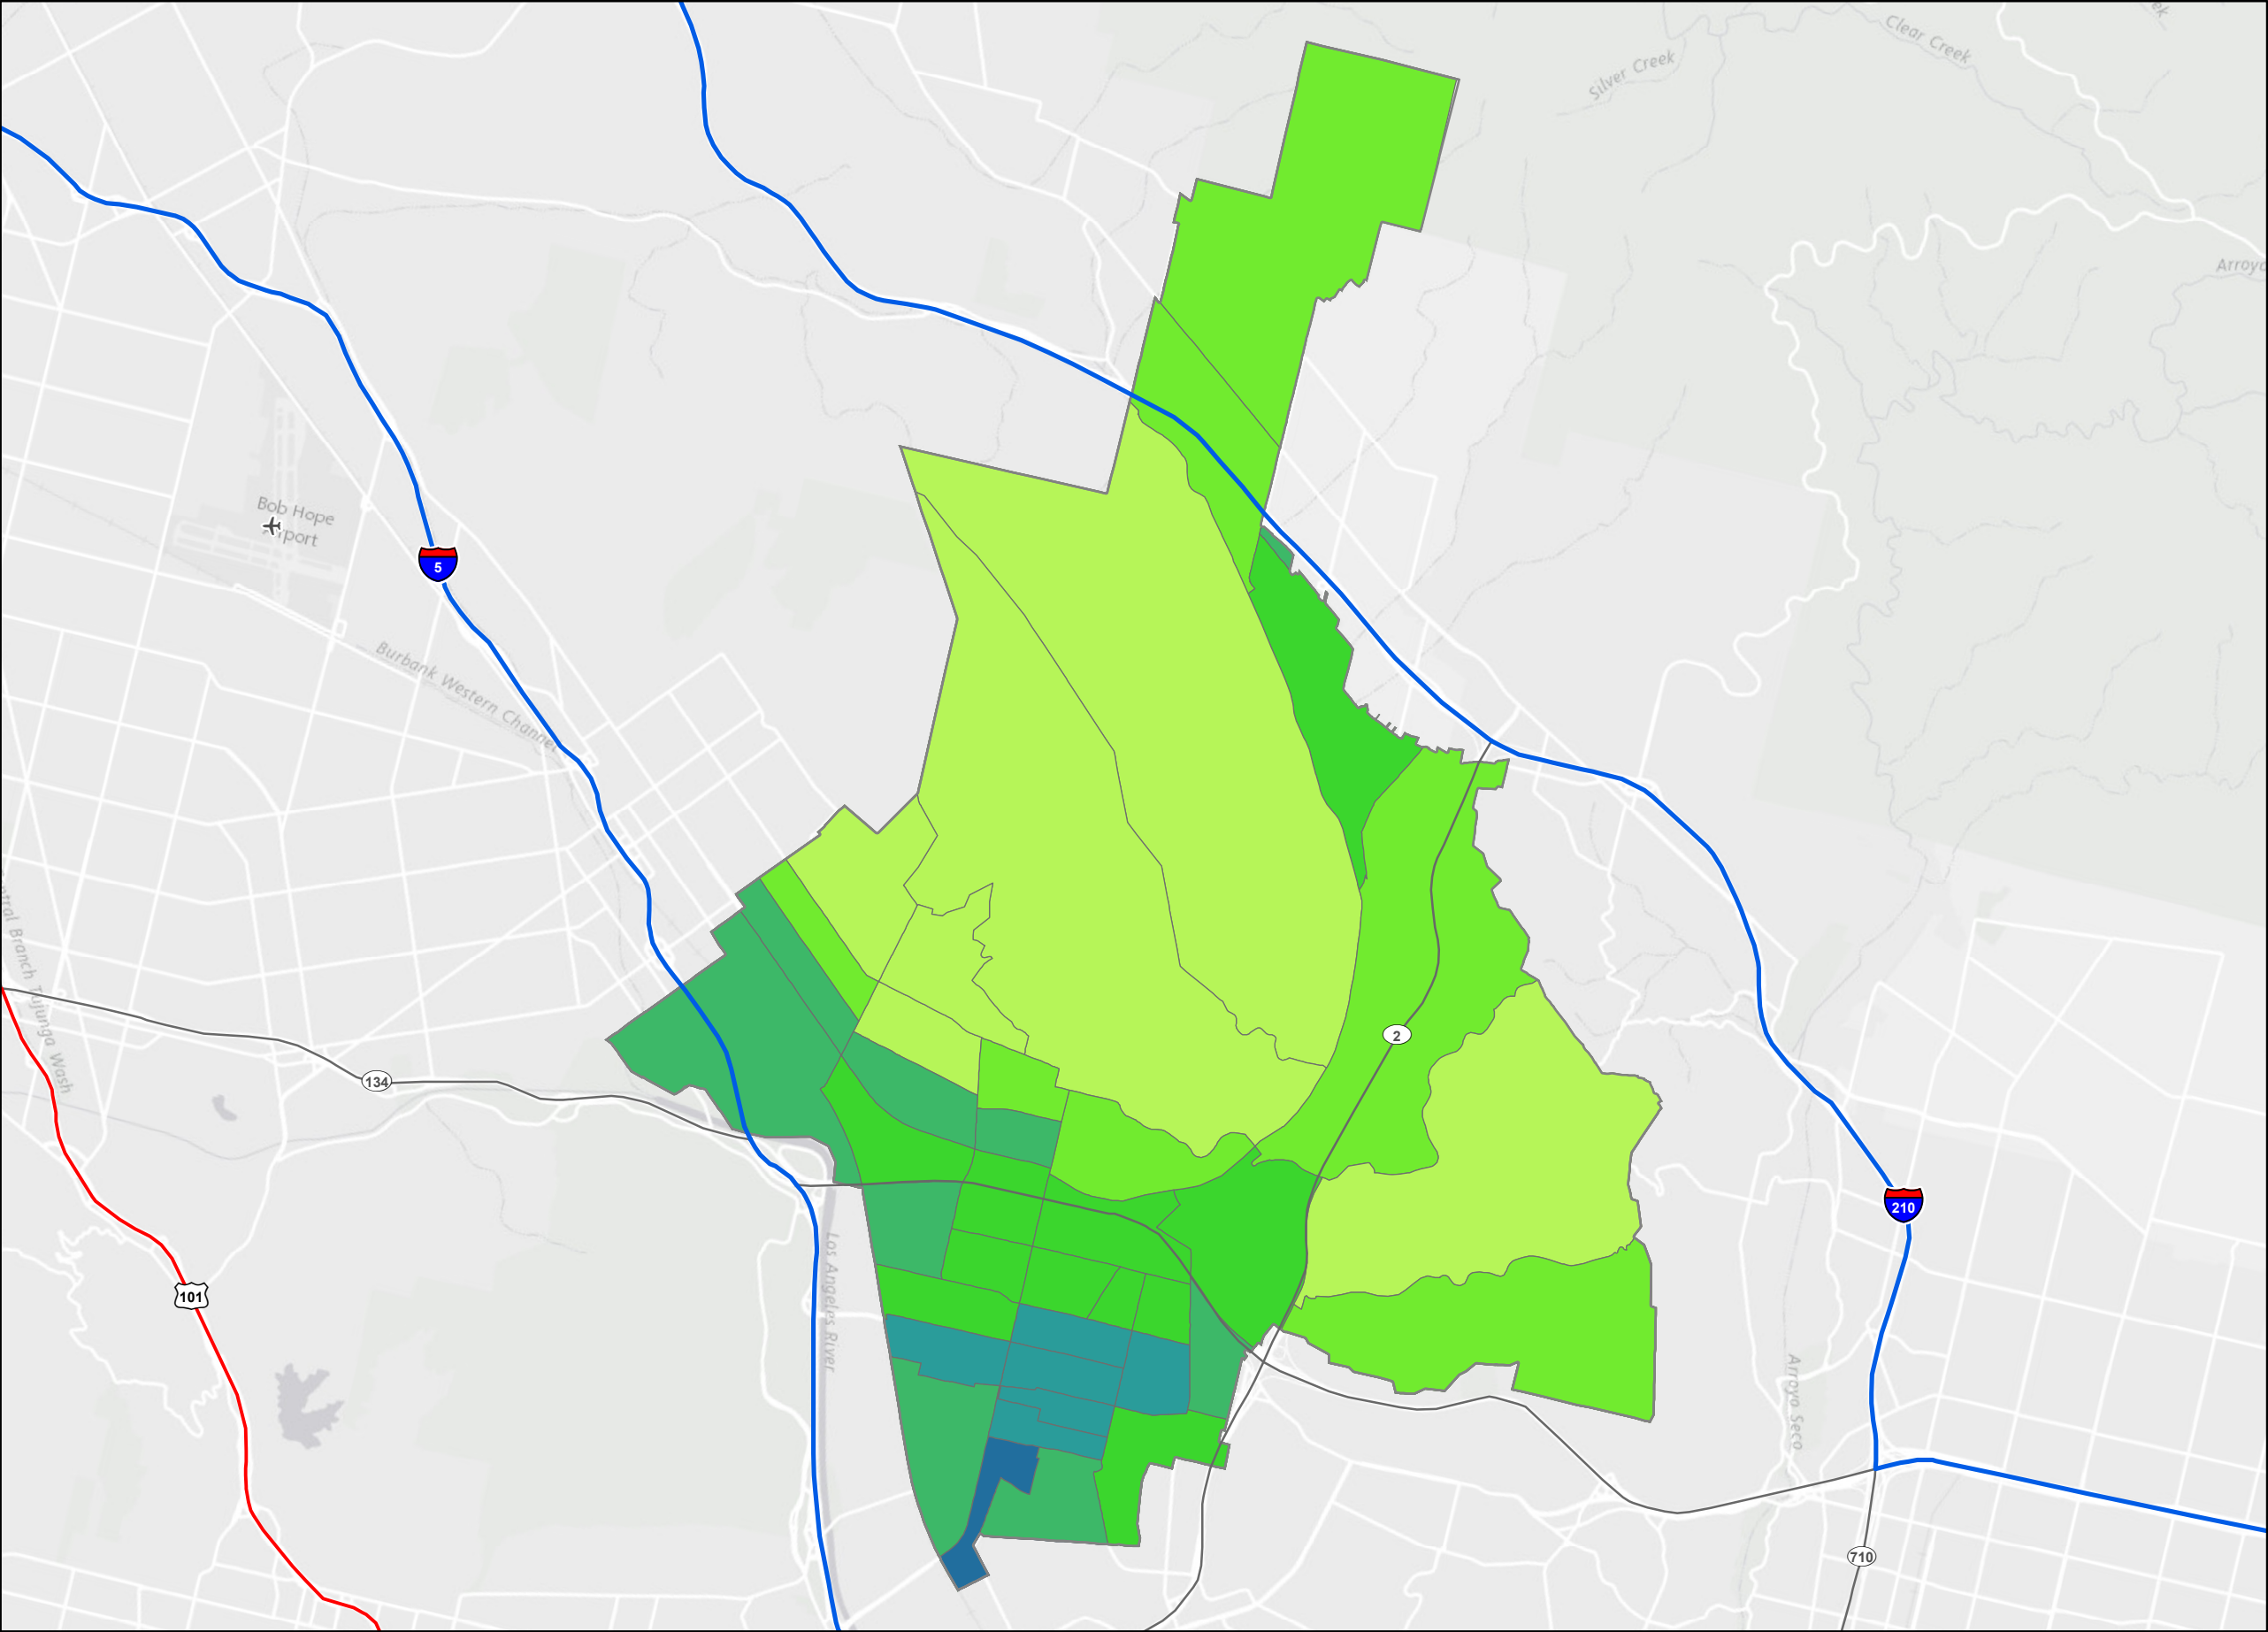 Clear Creek
Silver Creek
Arroyo
Bob Hope
Airport
5
Burbank Western Channel
Branch Tujunga Wash
2
134
210
101
Los Angeles River
Arroyo Seco
710